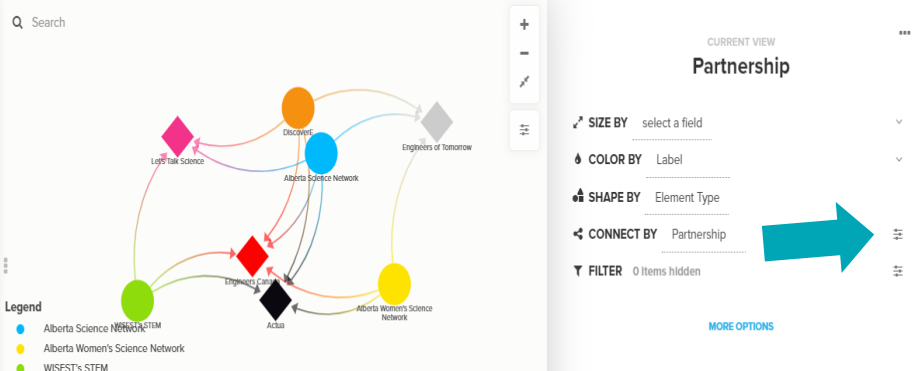 Search
DiscoverE
Let's Talk Science
Engineers of Tomorrow
Alberta Science Network
Engineers Canada
Actua
Alberta Women's Science
Network
WISEST's STEM
Legend
Alberta Science Network
Alberta Women's Science Network
WISEST's STEM
CURRENT VIEW
Partnership
SIZE BY select a field
COLOR BY Label
SHAPE BY Element Type
CONNECT BY Partnership
FILTER 0 Items hidden
MORE OPTIONS